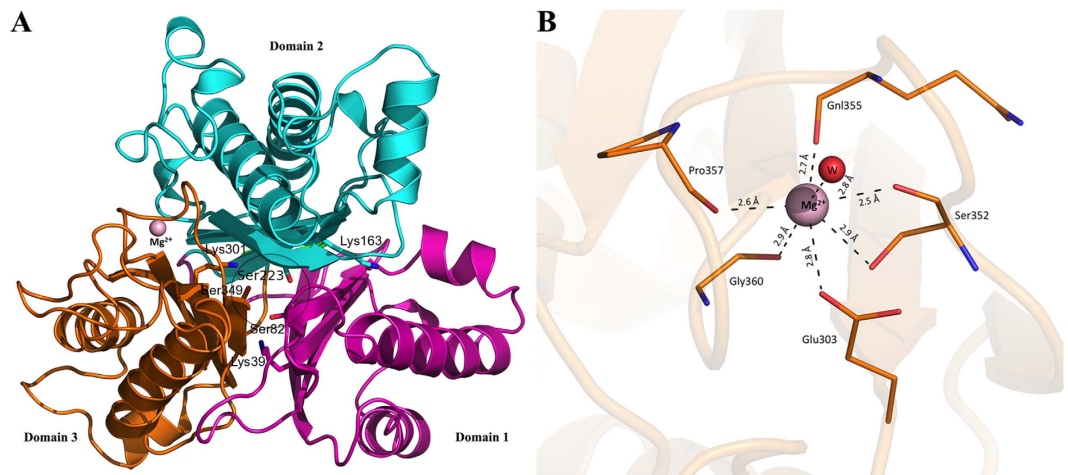 A
B
Domain 2
Mg²⁺
Lys301
Lys163
Ser223
Ser349
Ser82
Lys39
Domain 3
Domain 1
Gnl355
Pro357
2.7 Å
W
2.8 Å
2.6 Å
Mg²⁺
2.5 Å
Ser352
2.9 Å
2.9 Å
2.8 Å
Gly360
Glu303